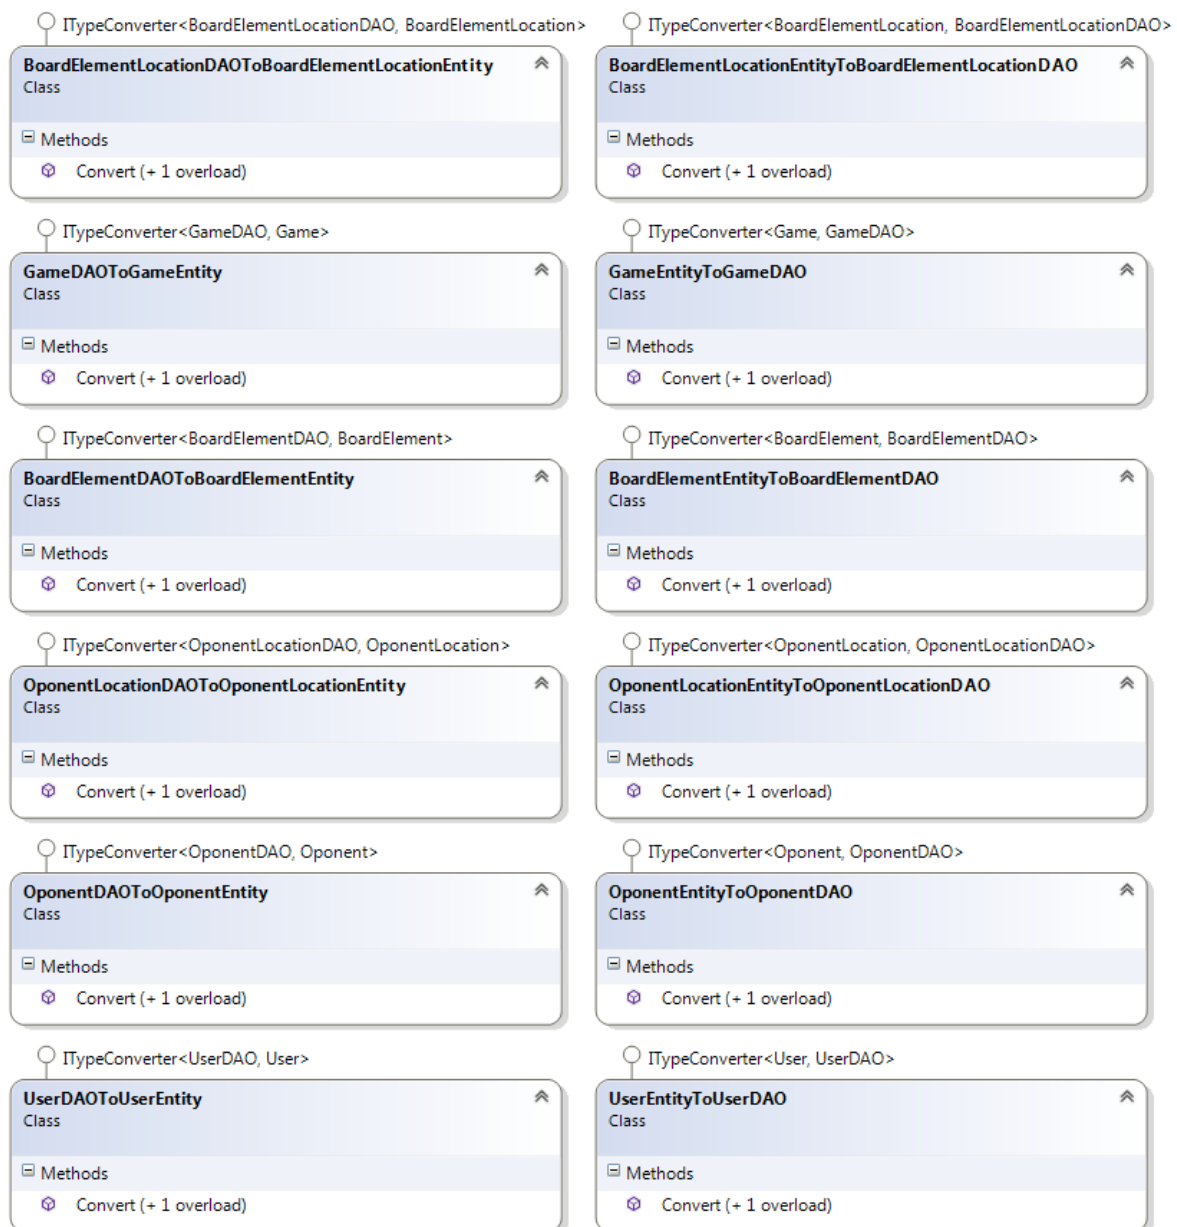 ITypeConverter<BoardElementLocationDAO, BoardElementLocation>
BoardElementLocationDAOToBoardElementLocationEntity
Class
Methods
Convert (+ 1 overload)
ITypeConverter<BoardElementLocation, BoardElementLocationDAO>
BoardElementLocationEntityToBoardElementLocationDAO
Class
Methods
Convert (+ 1 overload)
ITypeConverter<GameDAO, Game>
GameDAOToGameEntity
Class
Methods
Convert (+ 1 overload)
ITypeConverter<Game, GameDAO>
GameEntityToGameDAO
Class
Methods
Convert (+ 1 overload)
ITypeConverter<BoardElementDAO, BoardElement>
BoardElementDAOToBoardElementEntity
Class
Methods
Convert (+ 1 overload)
ITypeConverter<BoardElement, BoardElementDAO>
BoardElementEntityToBoardElementDAO
Class
Methods
Convert (+ 1 overload)
ITypeConverter<OponentLocationDAO, OponentLocation>
OponentLocationDAOToOponentLocationEntity
Class
Methods
Convert (+ 1 overload)
ITypeConverter<OponentLocation, OponentLocationDAO>
OponentLocationEntityToOponentLocationDAO
Class
Methods
Convert (+ 1 overload)
ITypeConverter<OponentDAO, Oponent>
OponentDAOToOponentEntity
Class
Methods
Convert (+ 1 overload)
ITypeConverter<Oponent, OponentDAO>
OponentEntityToOponentDAO
Class
Methods
Convert (+ 1 overload)
ITypeConverter<UserDAO, User>
UserDAOToUserEntity
Class
Methods
Convert (+ 1 overload)
ITypeConverter<User, UserDAO>
UserEntityToUserDAO
Class
Methods
Convert (+ 1 overload)